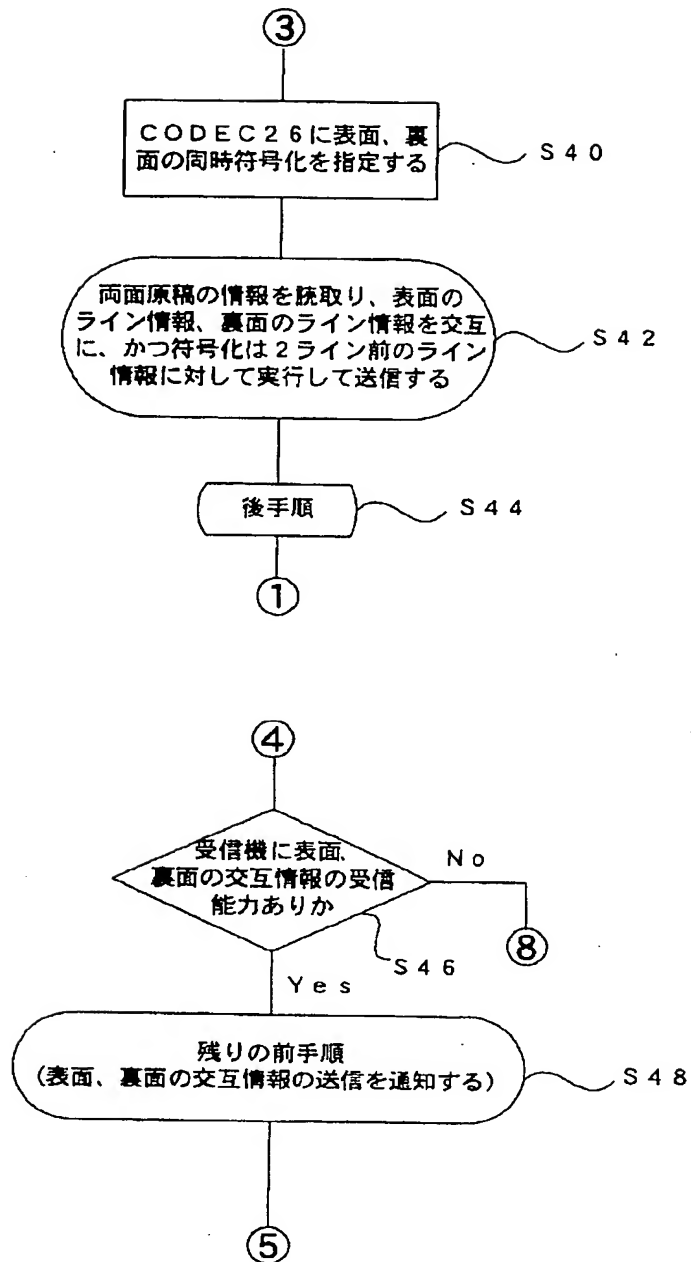 ③
CODEC26に表面、裏
面の同時符号化を指定する
S40
両面原稿の情報を読取り、表面の
ライン情報、裏面のライン情報を交互
に、かつ符号化は2ライン前のライン
情報に対して実行して送信する
S42
後手順
S44
①
④
受信機に表面、
裏面の交互情報の受信
能力ありか
No
⑧
S46
Yes
残りの前手順
(表面、裏面の交互情報の送信を通知する)
S48
⑤